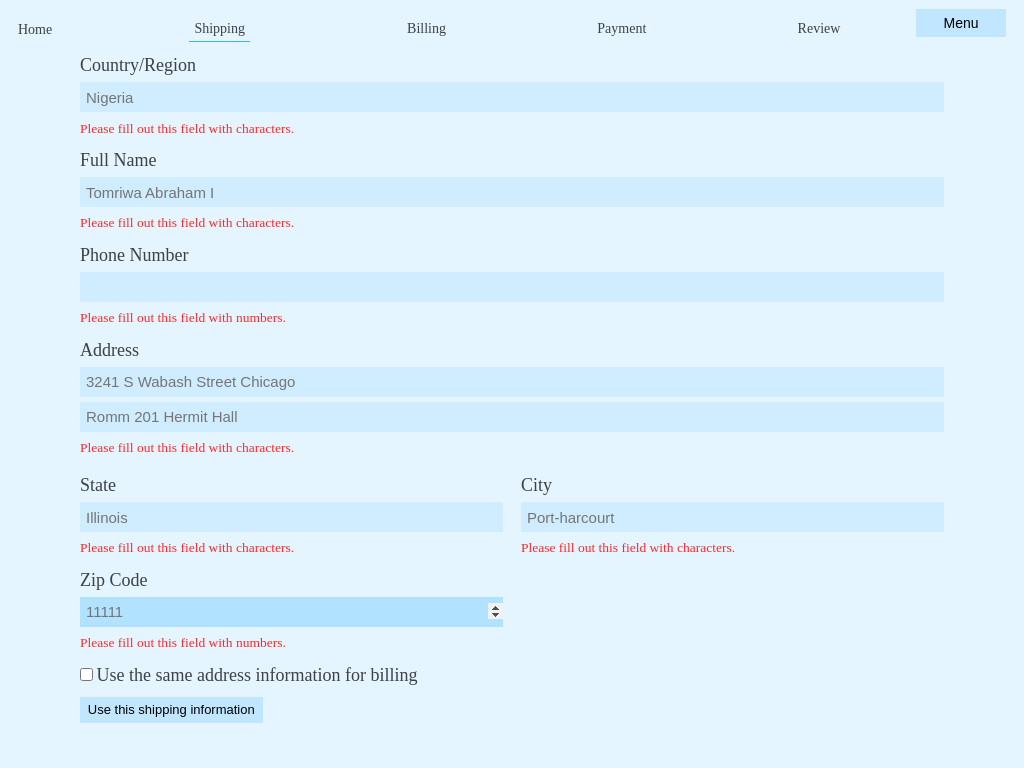 Home
Shipping
Billing
Payment
Review
Menu
Country/Region
Nigeria
Please fill out this field with characters.
Full Name
Tomriwa Abraham I
Please fill out this field with characters.
Phone Number
Please fill out this field with numbers.
Address
3241 S Wabash Street Chicago
Romm 201 Hermit Hall
Please fill out this field with characters.
State
City
Illinois
Port-harcourt
Please fill out this field with characters.
Please fill out this field with characters.
Zip Code
11111
Please fill out this field with numbers.
Use the same address information for billing
Use this shipping information